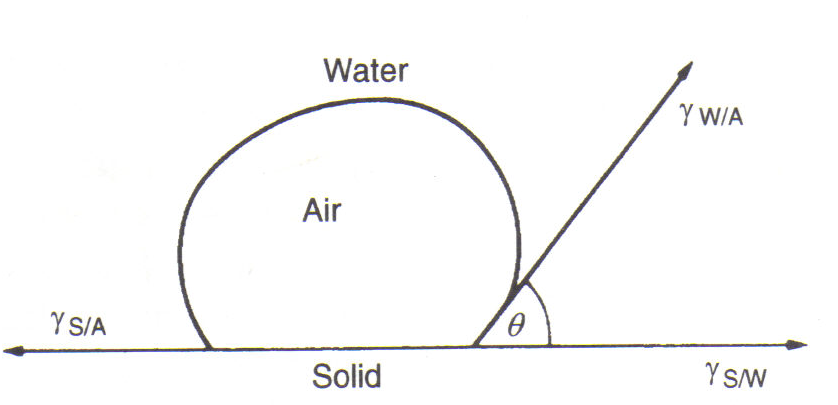 Water
γ W/A
Air
γ S/A
θ
Solid
γ S/W